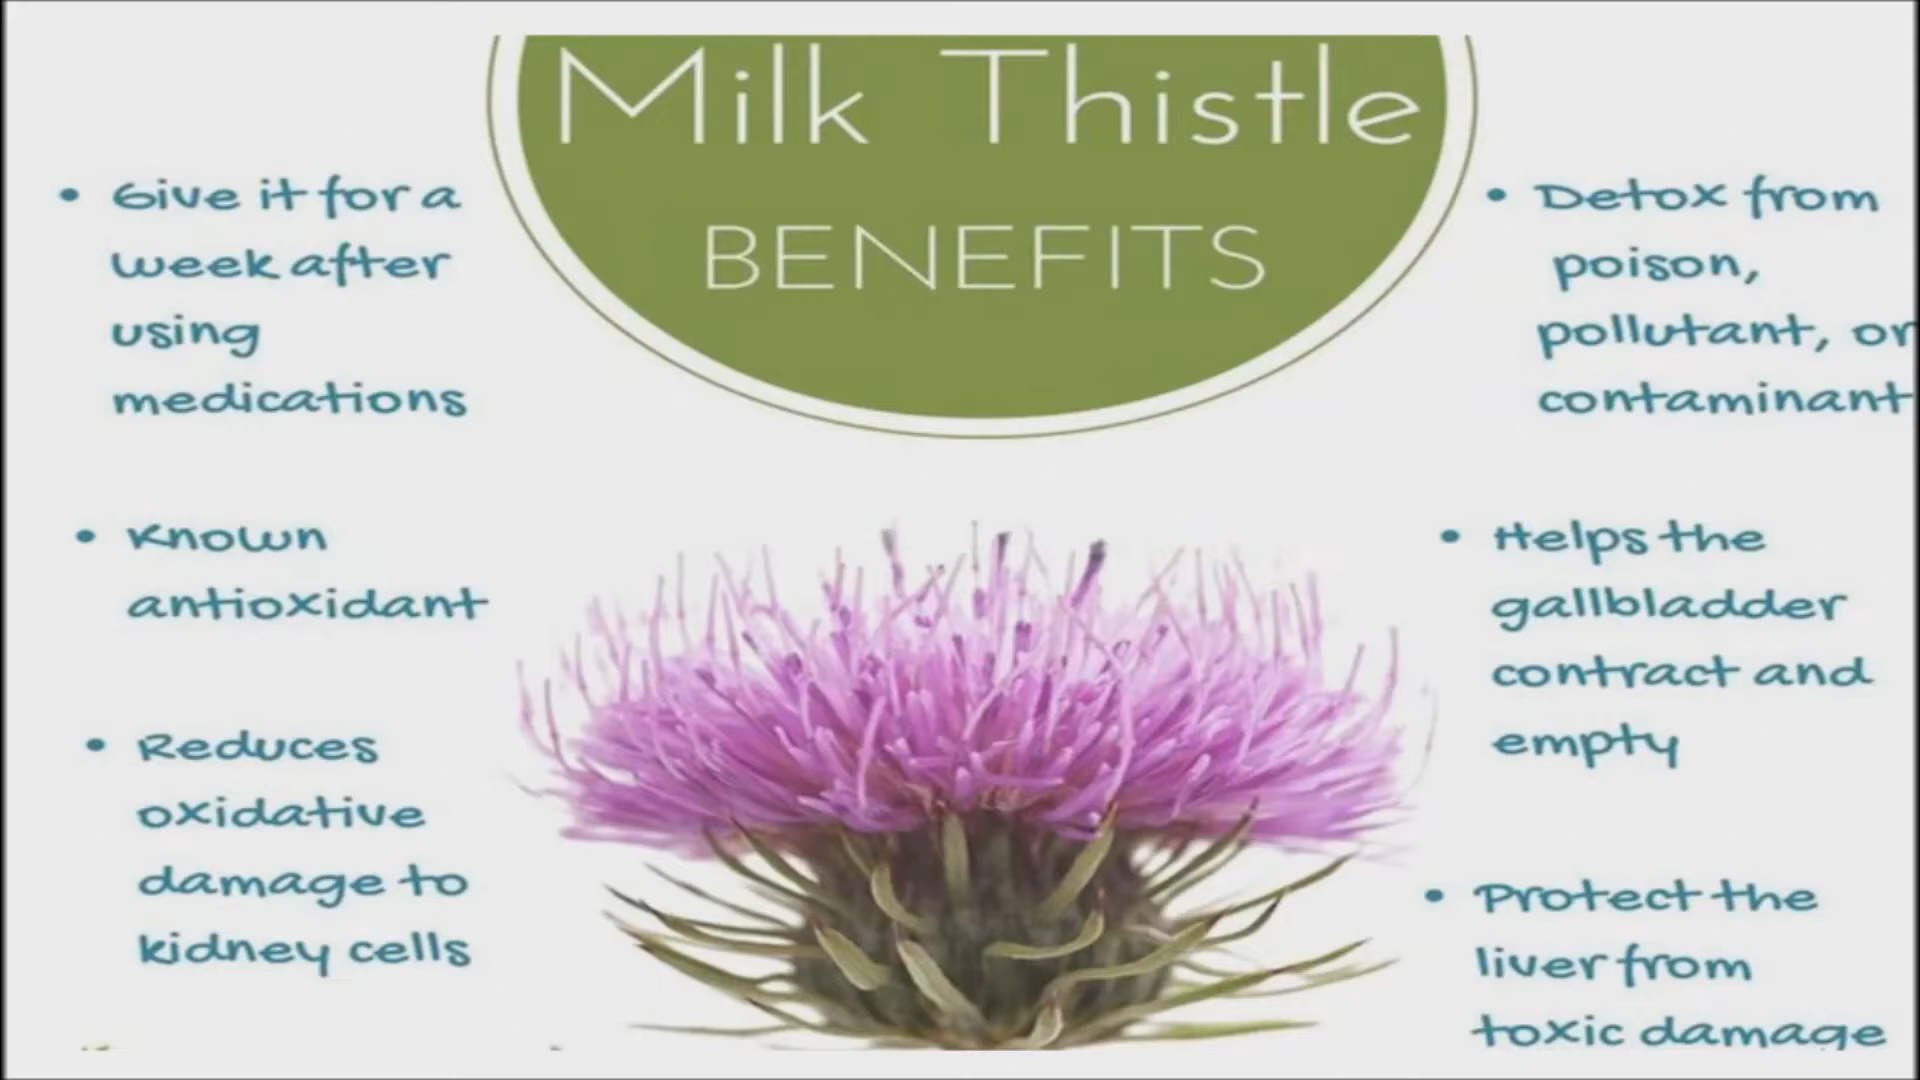 Milk Thistle
BENEFITS
• Give it for a
week after
using
medications
• Known
antioxidant
• Reduces
oxidative
damage to
kidney cells
• Detox from
poison,
pollutant, or
contaminant
• Helps the
gallbladder
contract and
empty
• Protect the
liver from
toxic damage